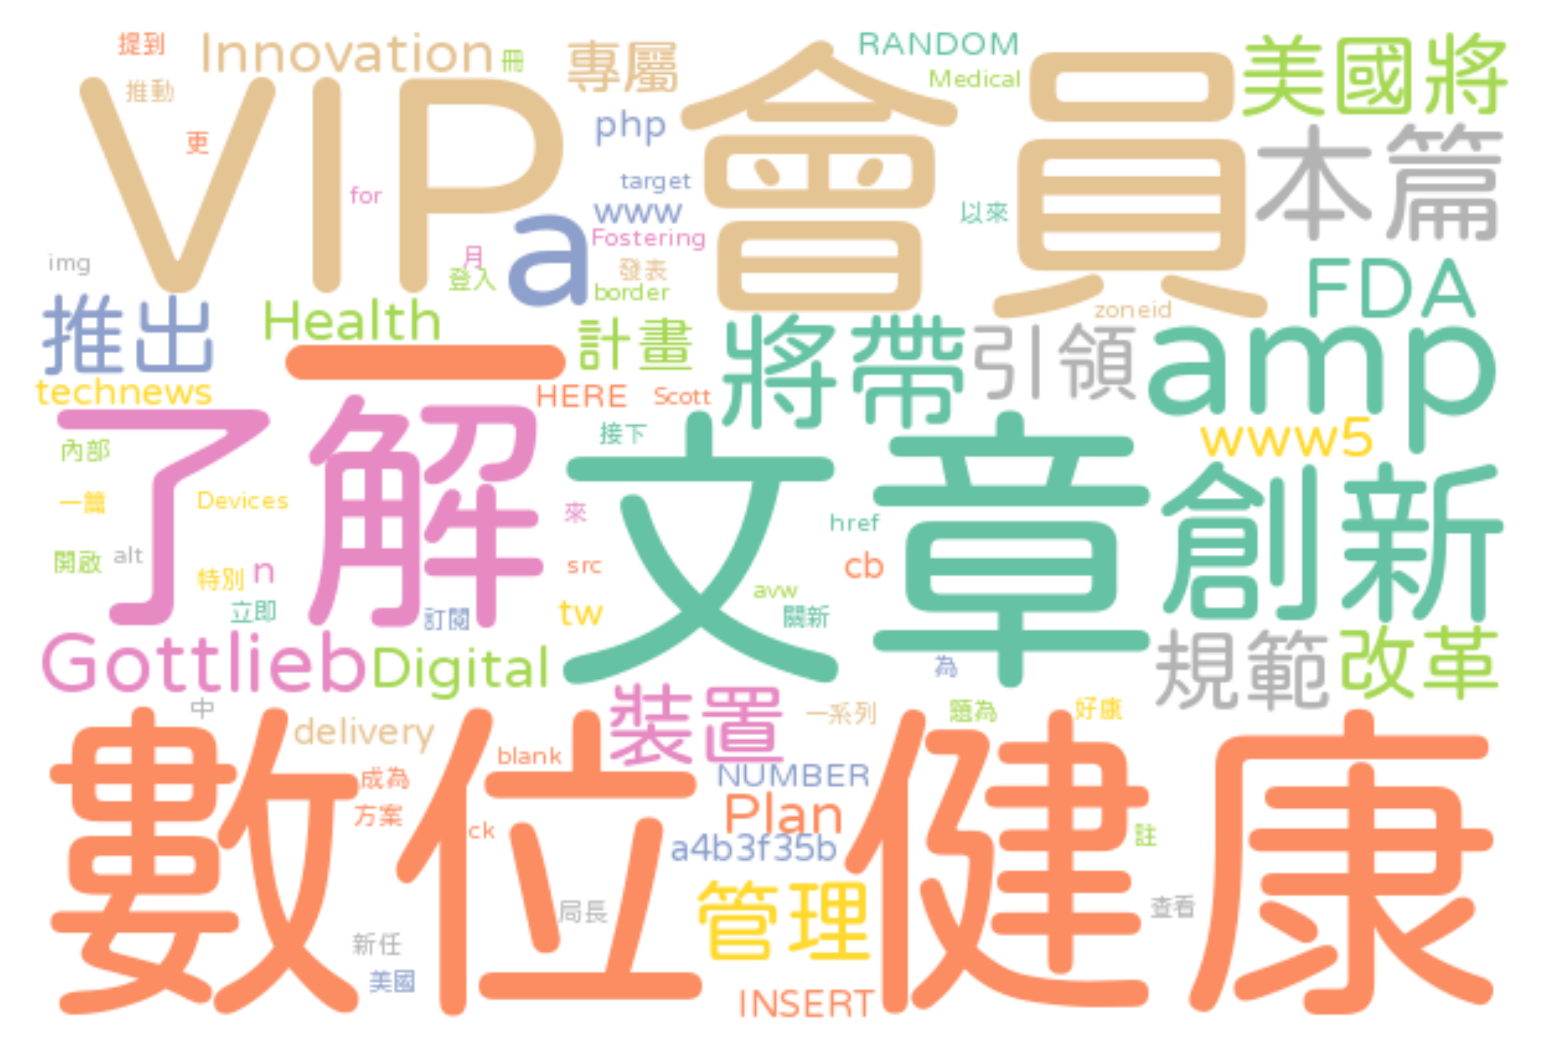 提到
Innovation
冊
專屬
RANDOM
美國將
推動
VIP
會員
Medical
php
更
本篇
for
target
www
a
以來
Fostering
月
img
登入
發表
border
FDA
推出
Health
zoneid
計畫
將帶
引領
amp
一
technews
HERE
Scott
了解
接下
文章
www5
內部
創新
一篇
Devices
來
href
開啟
alt
特別
n
src
cb
立即
訂閱
tw
avw
關新
Gottlieb
Digital
為
規範
改革
中
裝置
一系列
題為
好康
數位健康
delivery
blank
成為
NUMBER
方案
Plan
ck
a4b3f35b
註
管理
局長
查看
新任
美國
INSERT